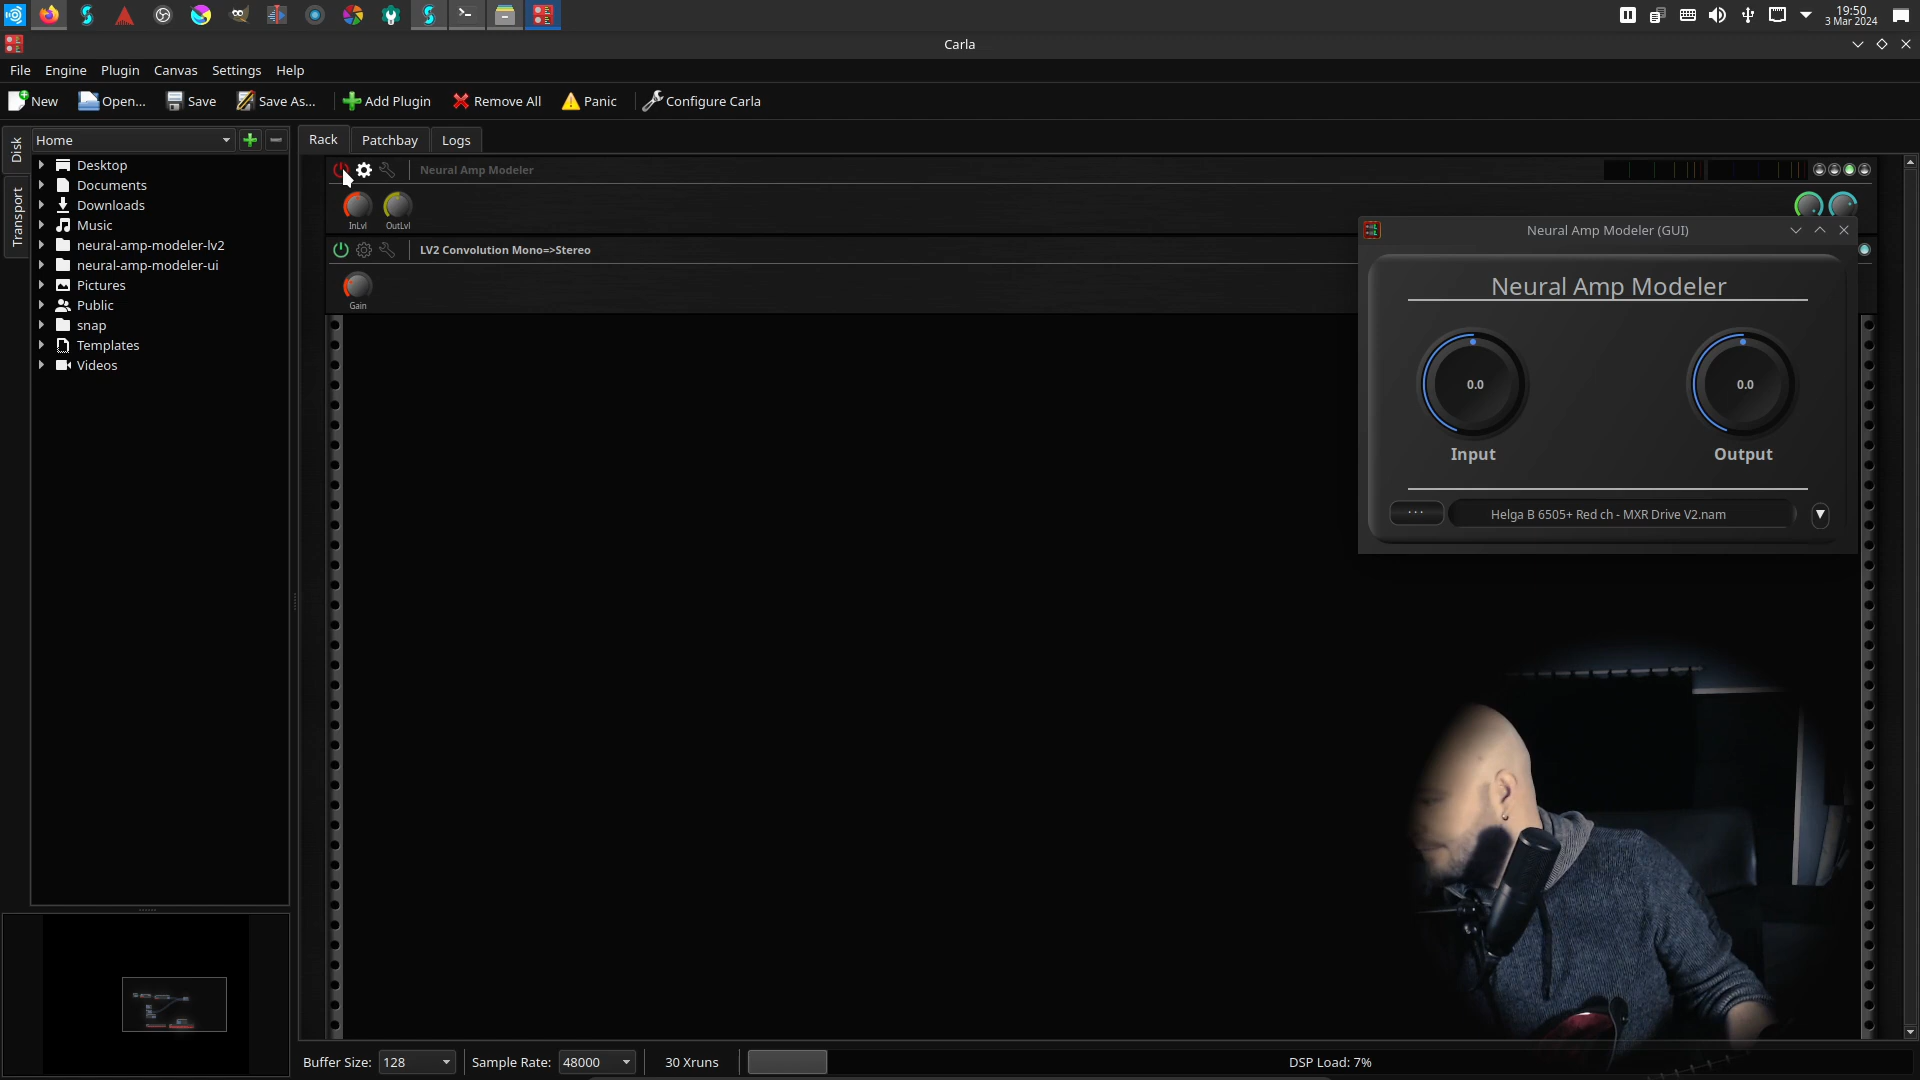 19:50
3 Mar 2024
Carla
File Engine Plugin Canvas Settings Help
New Open... Save Save As... Add Plugin Remove All Panic Configure Carla
Disk
Transport
Home
Desktop
Documents
Downloads
Music
neural-amp-modeler-lv2
neural-amp-modeler-ui
Pictures
Public
snap
Templates
Videos
Rack Patchbay Logs
Neural Amp Modeler
InLvl OutLvl
LV2 Convolution Mono=>Stereo
Gain
Neural Amp Modeler (GUI)
Neural Amp Modeler
0.0 0.0
Input Output
... Helga B 6505+ Red ch - MXR Drive V2.nam
Buffer Size: 128 Sample Rate: 48000 30 Xruns DSP Load: 7%